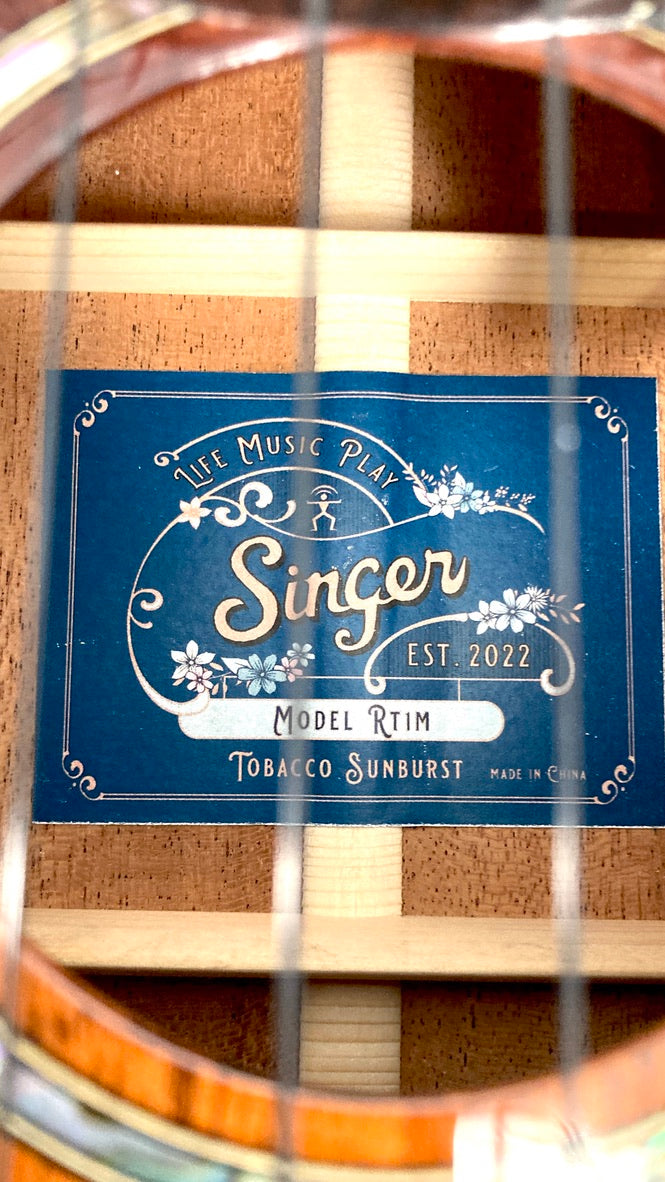 Life Music Play
Singer
EST. 2022
Model Rtim
Tobacco Sunburst
MADE IN CHINA